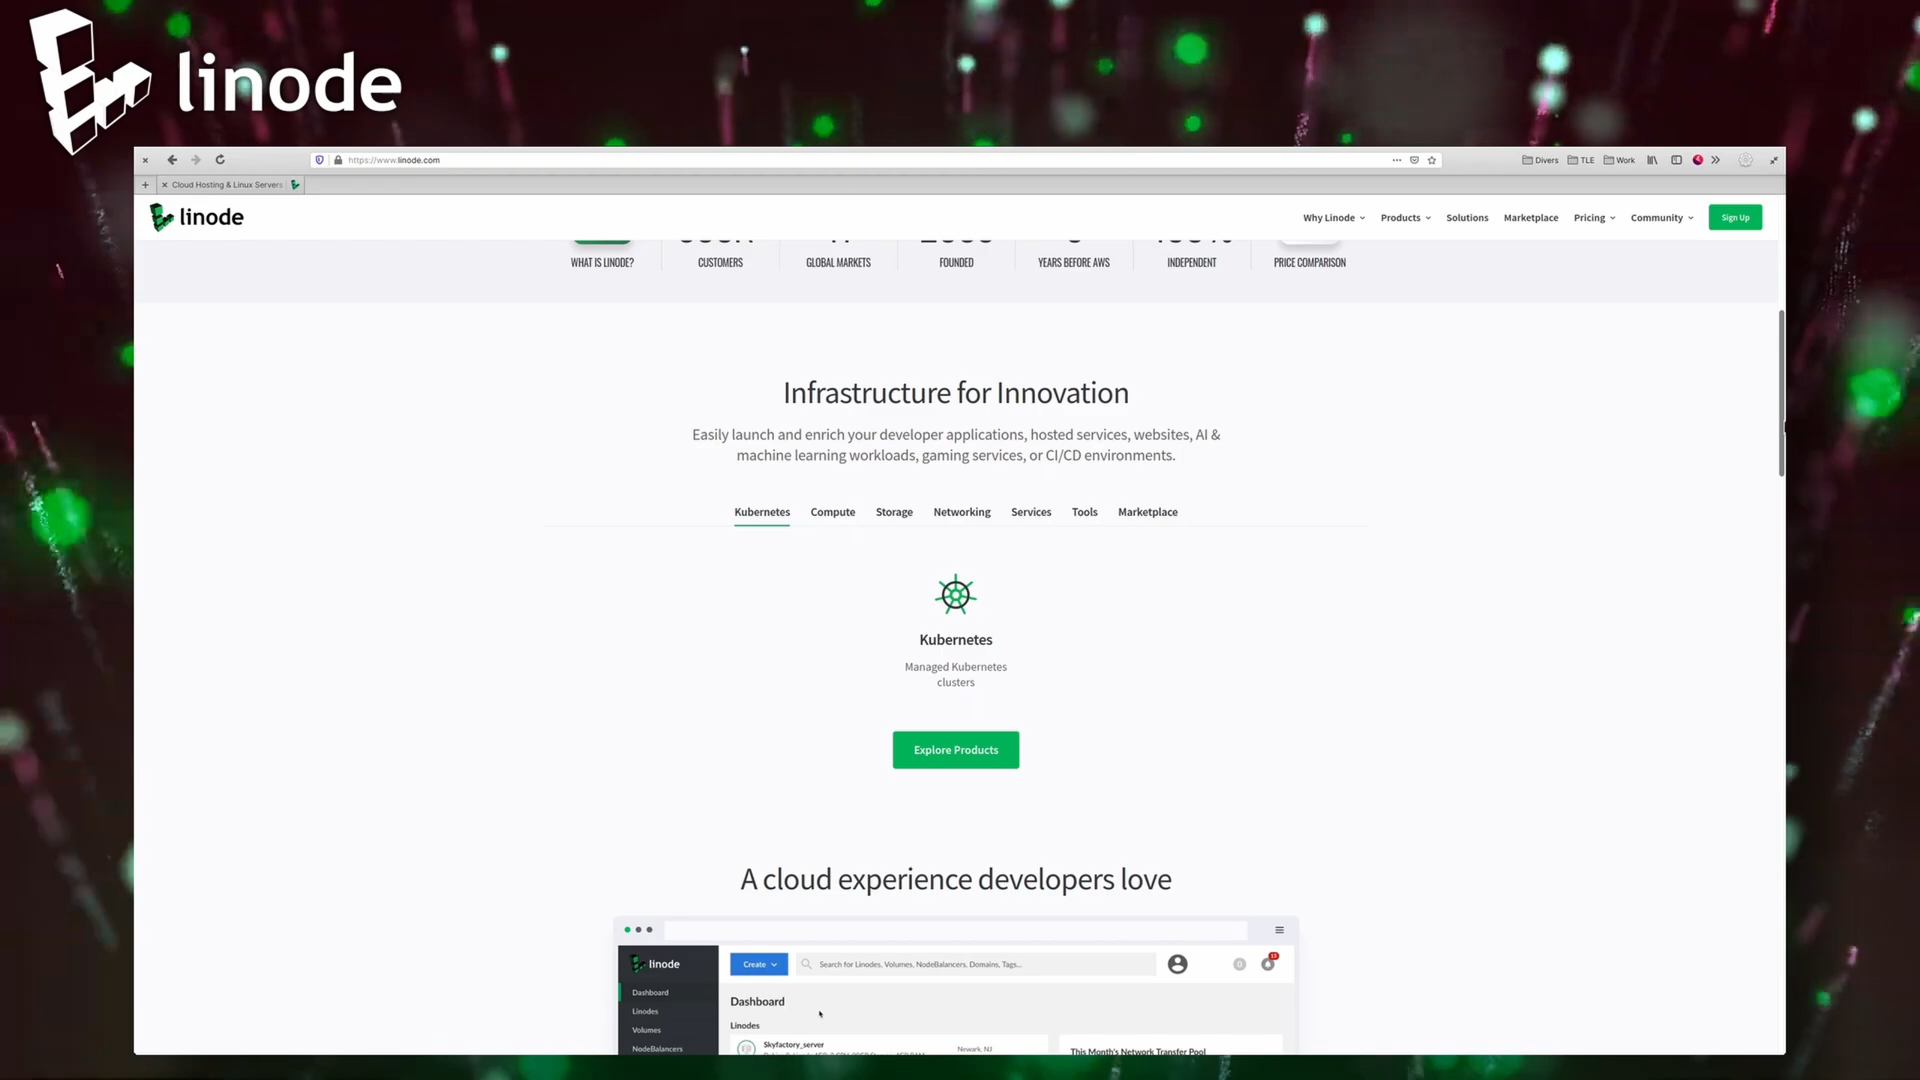 linode
https://www.linode.com
Divers TLE Work
Cloud Hosting & Linux Servers
linode
Why Linode Products Solutions Marketplace Pricing Community Sign Up
WHAT IS LINODE? CUSTOMERS GLOBAL MARKETS FOUNDED YEARS BEFORE AWS INDEPENDENT PRICE COMPARISON
Infrastructure for Innovation
Easily launch and enrich your developer applications, hosted services, websites, AI &
machine learning workloads, gaming services, or CI/CD environments.
Kubernetes Compute Storage Networking Services Tools Marketplace
Kubernetes
Managed Kubernetes
clusters
Explore Products
A cloud experience developers love
linode
Create Search for Linodes, Volumes, NodeBalancers, Domains, Tags...
Dashboard
Linodes
Volumes
NodeBalancers
Dashboard
Linodes
Skyfactory_server
Newark, NJ
This Month's Network Transfer Pool